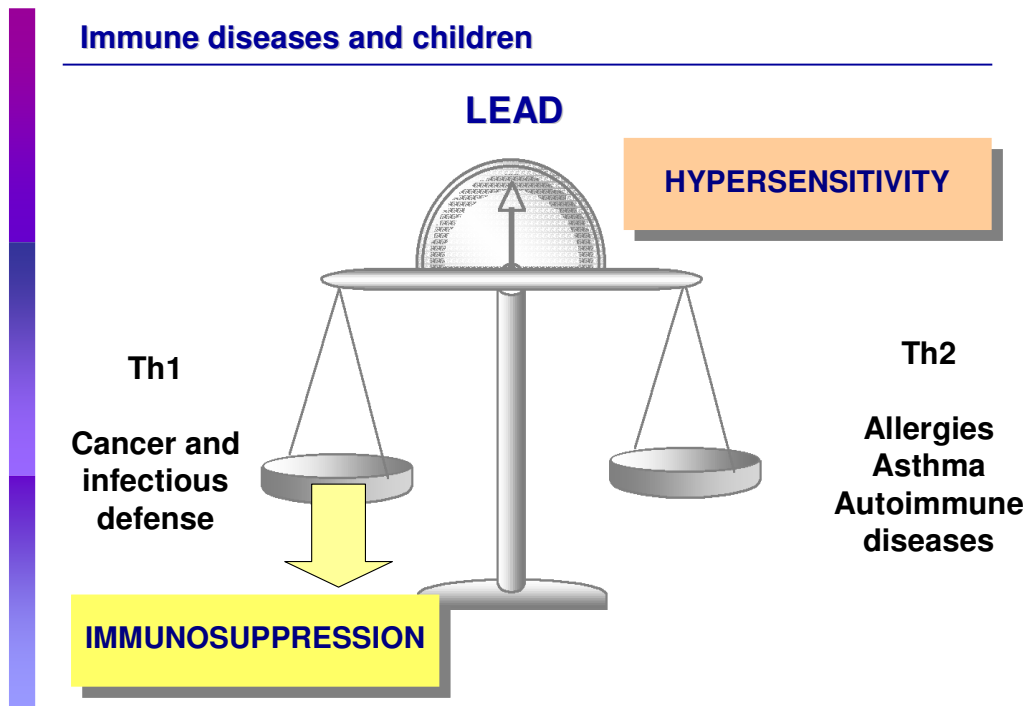 Immune diseases and children
LEAD
HYPERSENSITIVITY
Th1
Cancer and
infectious
defense
Th2
Allergies
Asthma
Autoimmune
diseases
IMMUNOSUPPRESSION